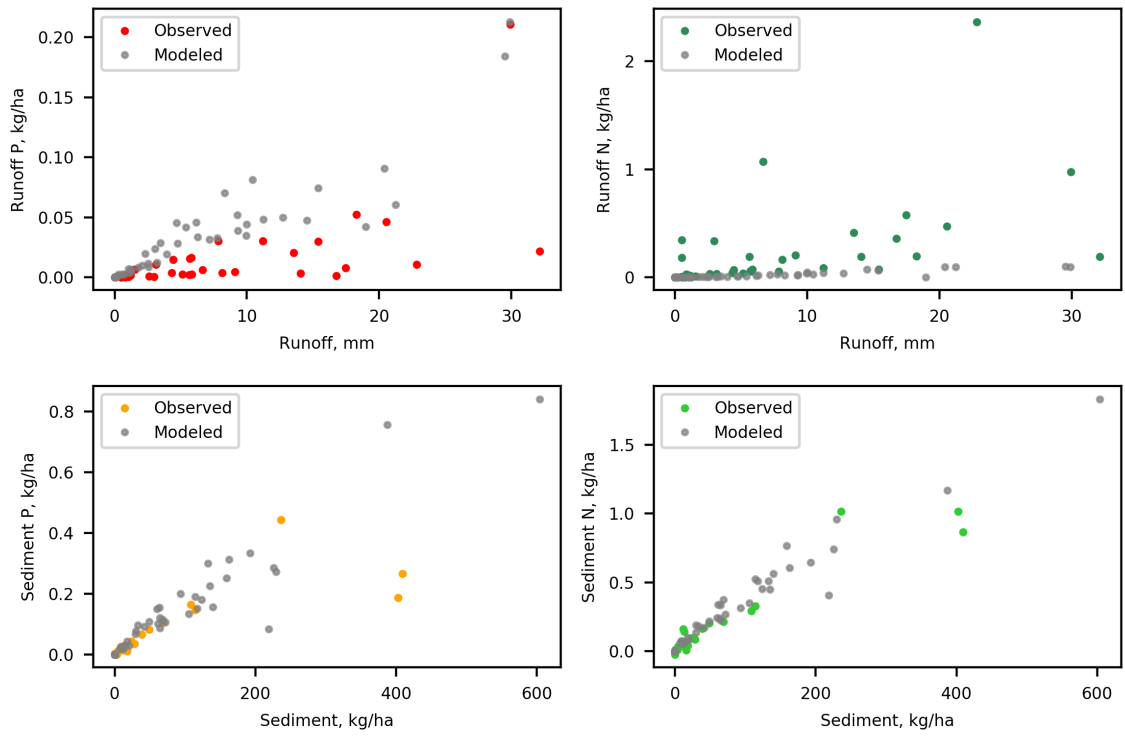 0.20
0.15
0.10
0.05
0.00
Runoff P, kg/ha
Observed
Modeled
0
10
20
30
Runoff, mm
2
1
0
Runoff N, kg/ha
Observed
Modeled
0
10
20
30
Runoff, mm
0.8
0.6
0.4
0.2
0.0
Sediment P, kg/ha
Observed
Modeled
0
200
400
600
Sediment, kg/ha
1.5
1.0
0.5
0.0
Sediment N, kg/ha
Observed
Modeled
0
200
400
600
Sediment, kg/ha